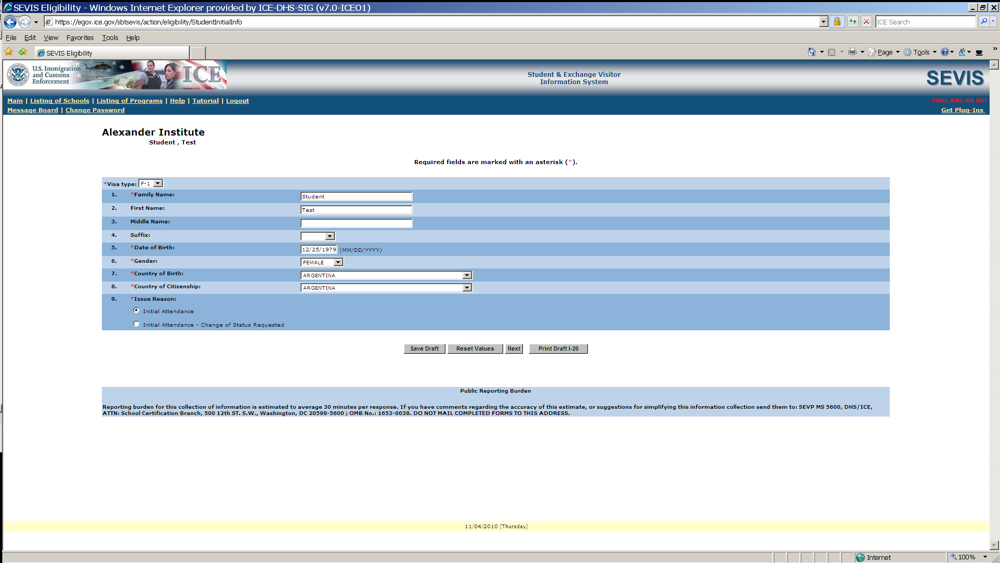 SEVIS Eligibility - Windows Internet Explorer provided by ICE-DHS-SIG (v7.0-ICEO1)
https://egov.ice.gov/sbtsevis/action/eligibility/StudentInitialInfo
ICE Search
File Edit View Favorites Tools Help
SEVIS Eligibility
Page Tools
U.S. Immigration
and Customs
Enforcement
ICE
Student & Exchange Visitor
Information System
SEVIS
Main | Listing of Schools | Listing of Programs | Help | Tutorial | Logout
PDSO, ARO, RO, DSO
Message Board | Change Password
Get Plug-Ins
Alexander Institute
Student , Test
Required fields are marked with an asterisk (*).
*Visa type: F-1
1. *Family Name: Student
2. First Name: Test
3. Middle Name:
4. Suffix:
5. *Date of Birth: 12/25/1979 (MM/DD/YYYY)
6. *Gender: FEMALE
7. *Country of Birth: ARGENTINA
8. *Country of Citizenship: ARGENTINA
9. *Issue Reason:
Initial Attendance
Initial Attendance - Change of Status Requested
Save Draft Reset Values Next Print Draft I-20
Public Reporting Burden
Reporting burden for this collection of information is estimated to average 30 minutes per response. If you have comments regarding the accuracy of this estimate, or suggestions for simplifying this information collection send them to: SEVP MS 5600, DHS/ICE,
ATTN: School Certification Branch, 500 12th ST. S.W., Washington, DC 20598-5600 ; OMB No.: 1653-0038. DO NOT MAIL COMPLETED FORMS TO THIS ADDRESS.
11/04/2010 (Thursday)
Internet
100%